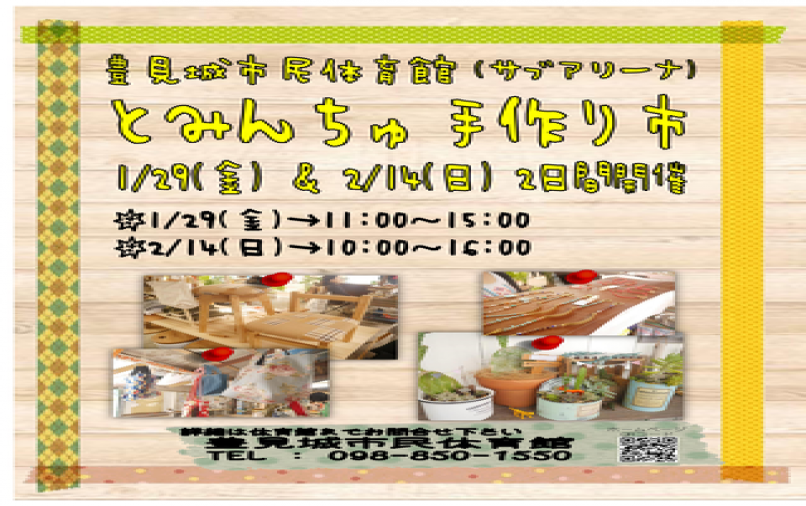 豊見城市民体育館(サブアリーナ)
とみんちゅ 手作り市
1/29(金) & 2/14(日) 2日間開催
1/29(金)→11:00~15:00
2/14(日)→10:00~16:00
詳細は体育館までお問合せ下さい
豊見城市民体育館
TEL : 098-850-1550